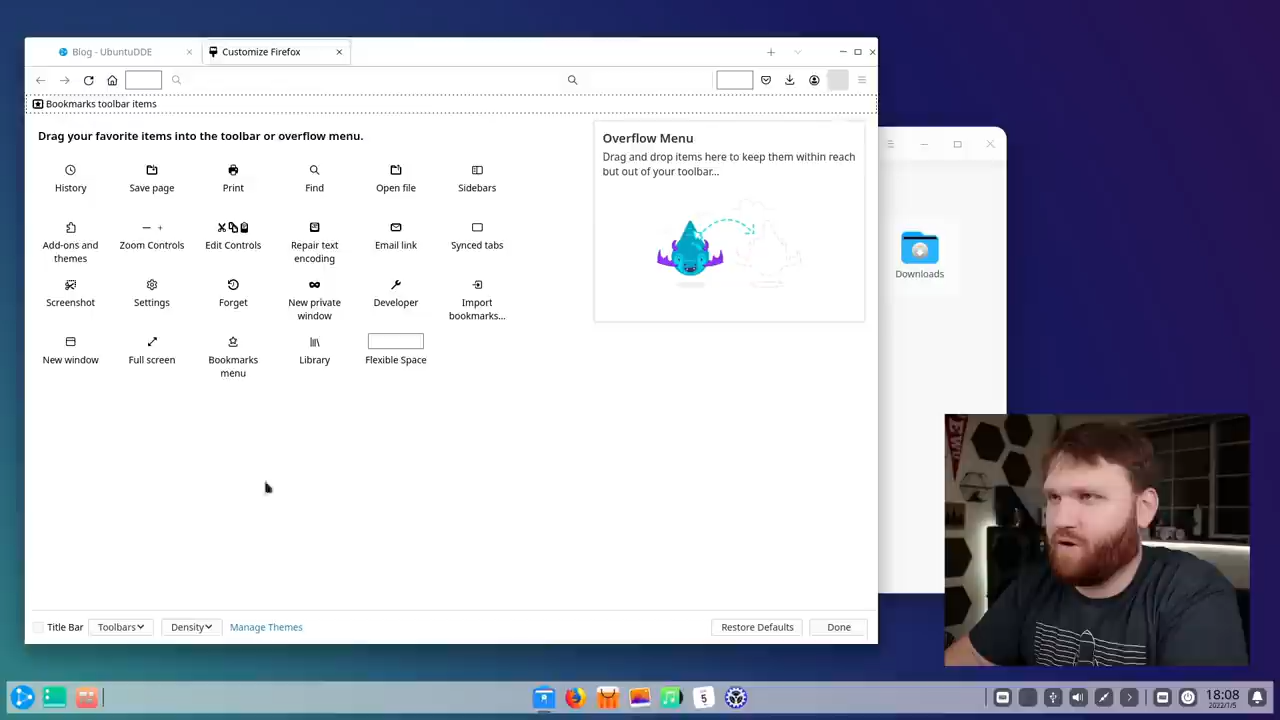 Blog - UbuntuDDE
Customize Firefox
Bookmarks toolbar items
Drag your favorite items into the toolbar or overflow menu.
History
Save page
Print
Find
Open file
Sidebars
Add-ons and
themes
Zoom Controls
Edit Controls
Repair text
encoding
Email link
Synced tabs
Screenshot
Settings
Forget
New private
window
Developer
Import
bookmarks...
New window
Full screen
Bookmarks
menu
Library
Flexible Space
Overflow Menu
Drag and drop items here to keep them within reach
but out of your toolbar...
Downloads
Title Bar
Toolbars
Density
Manage Themes
Restore Defaults
Done
5
18:08
2022/1/5